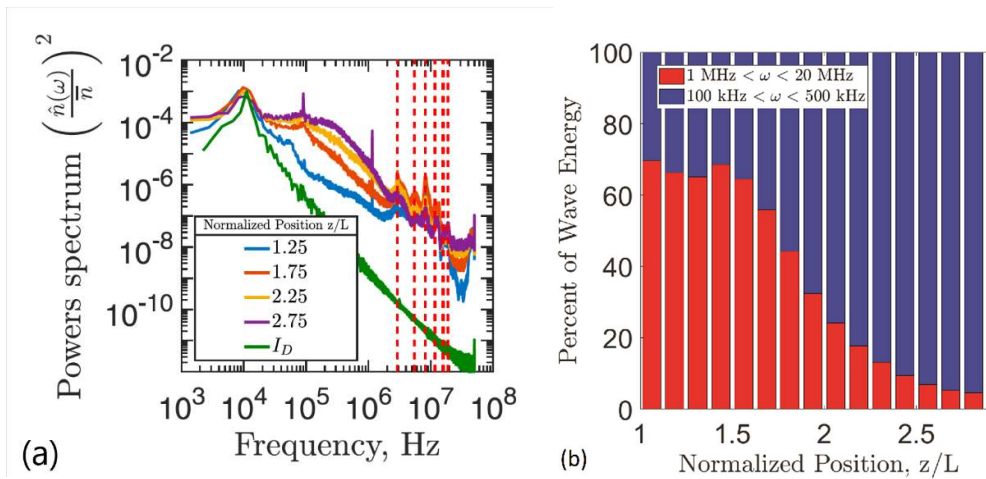 Powers spectrum (n̂(ω)/n̄)²
10⁻²
10⁻⁴
10⁻⁶
10⁻⁸
10⁻¹⁰
Normalized Position z/L
1.25
1.75
2.25
2.75
I_D
10³ 10⁴ 10⁵ 10⁶ 10⁷ 10⁸
Frequency, Hz
(a)
Percent of Wave Energy
100
80
60
40
20
0
1 MHz < ω < 20 MHz
100 kHz < ω < 500 kHz
1 1.5 2 2.5
Normalized Position, z/L
(b)